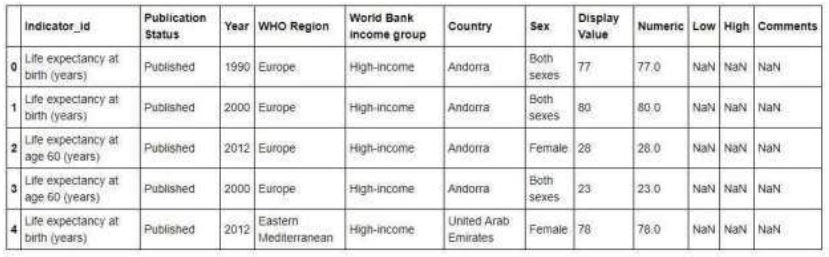 Indicator_id Publication Status Year WHO Region World Bank income group Country Sex Display Value Numeric Low High Comments
0 Life expectancy at birth (years) Published 1990 Europe High-income Andorra Both sexes 77 77.0 NaN NaN NaN
1 Life expectancy at birth (years) Published 2000 Europe High-income Andorra Both sexes 80 80.0 NaN NaN NaN
2 Life expectancy at age 60 (years) Published 2012 Europe High-income Andorra Female 28 28.0 NaN NaN NaN
3 Life expectancy at age 60 (years) Published 2000 Europe High-income Andorra Both sexes 23 23.0 NaN NaN NaN
4 Life expectancy at birth (years) Published 2012 Eastern Mediterranean High-income United Arab Emirates Female 78 78.0 NaN NaN NaN